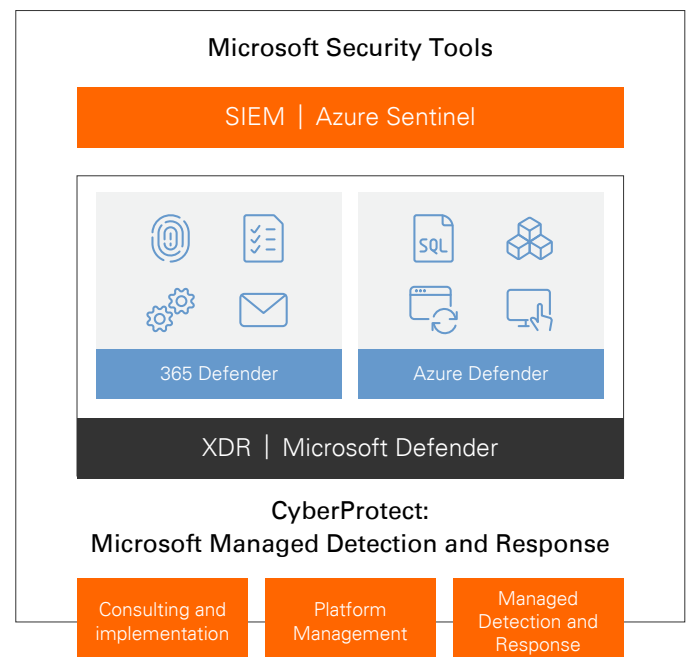 Microsoft Security Tools
SIEM | Azure Sentinel
SQL
365 Defender
Azure Defender
XDR | Microsoft Defender
CyberProtect:
Microsoft Managed Detection and Response
Consulting and
implementation
Platform
Management
Managed
Detection and
Response